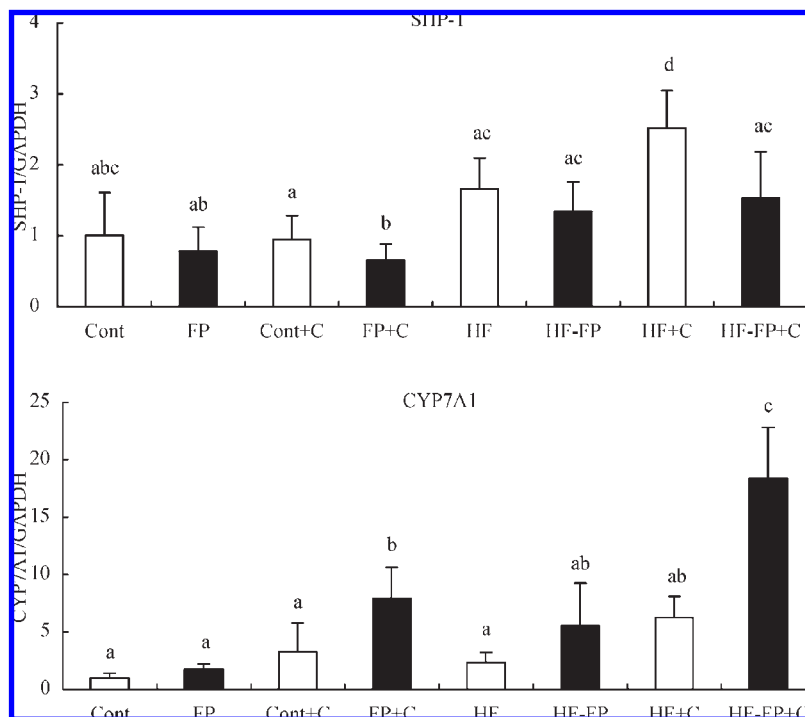 SHP-1
4
3
2
1
0
SHP-1/GAPDH
abc
ab
a
b
ac
ac
d
ac
Cont FP Cont+C FP+C HF HF-FP HF+C HF-FP+C
CYP7A1
25
20
15
10
5
0
CYP7A1/GAPDH
a
a
a
b
a
ab
ab
c
Cont FP Cont+C FP+C HF HF-FP HF+C HF-FP+C